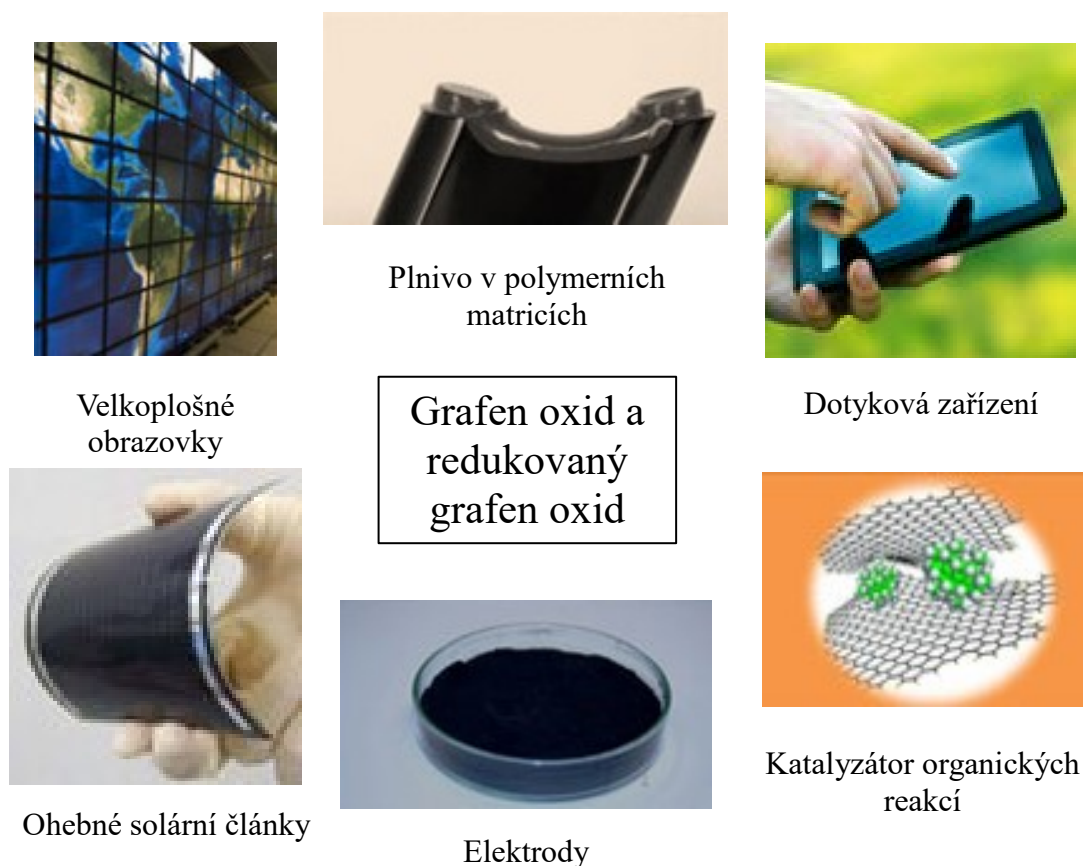 Plnivo v polymerních
matricích
Velkoplošné
obrazovky
Dotyková zařízení
Grafen oxid a
redukovaný
grafen oxid
Katalyzátor organických
reakcí
Ohebné solární články
Elektrody